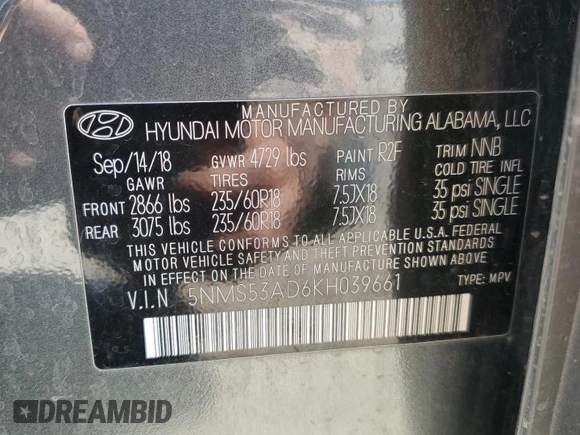 MANUFACTURED BY
HYUNDAI MOTOR MANUFACTURING ALABAMA, LLC
Sep/14/18 GVWR 4729 lbs PAINT R2F TRIM NNB
GAWR TIRES RIMS COLD TIRE INFL
FRONT 2866 lbs 235/60R18 7.5JX18 35 psi SINGLE
REAR 3075 lbs 235/60R18 7.5JX18 35 psi SINGLE
THIS VEHICLE CONFORMS TO ALL APPLICABLE U.S.A. FEDERAL
MOTOR VEHICLE SAFETY AND THEFT PREVENTION STANDARDS
IN EFFECT ON THE DATE OF MANUFACTURE SHOWN ABOVE
V.I.N 5NMS53AD6KH039661 TYPE: MPV
DREAMBID